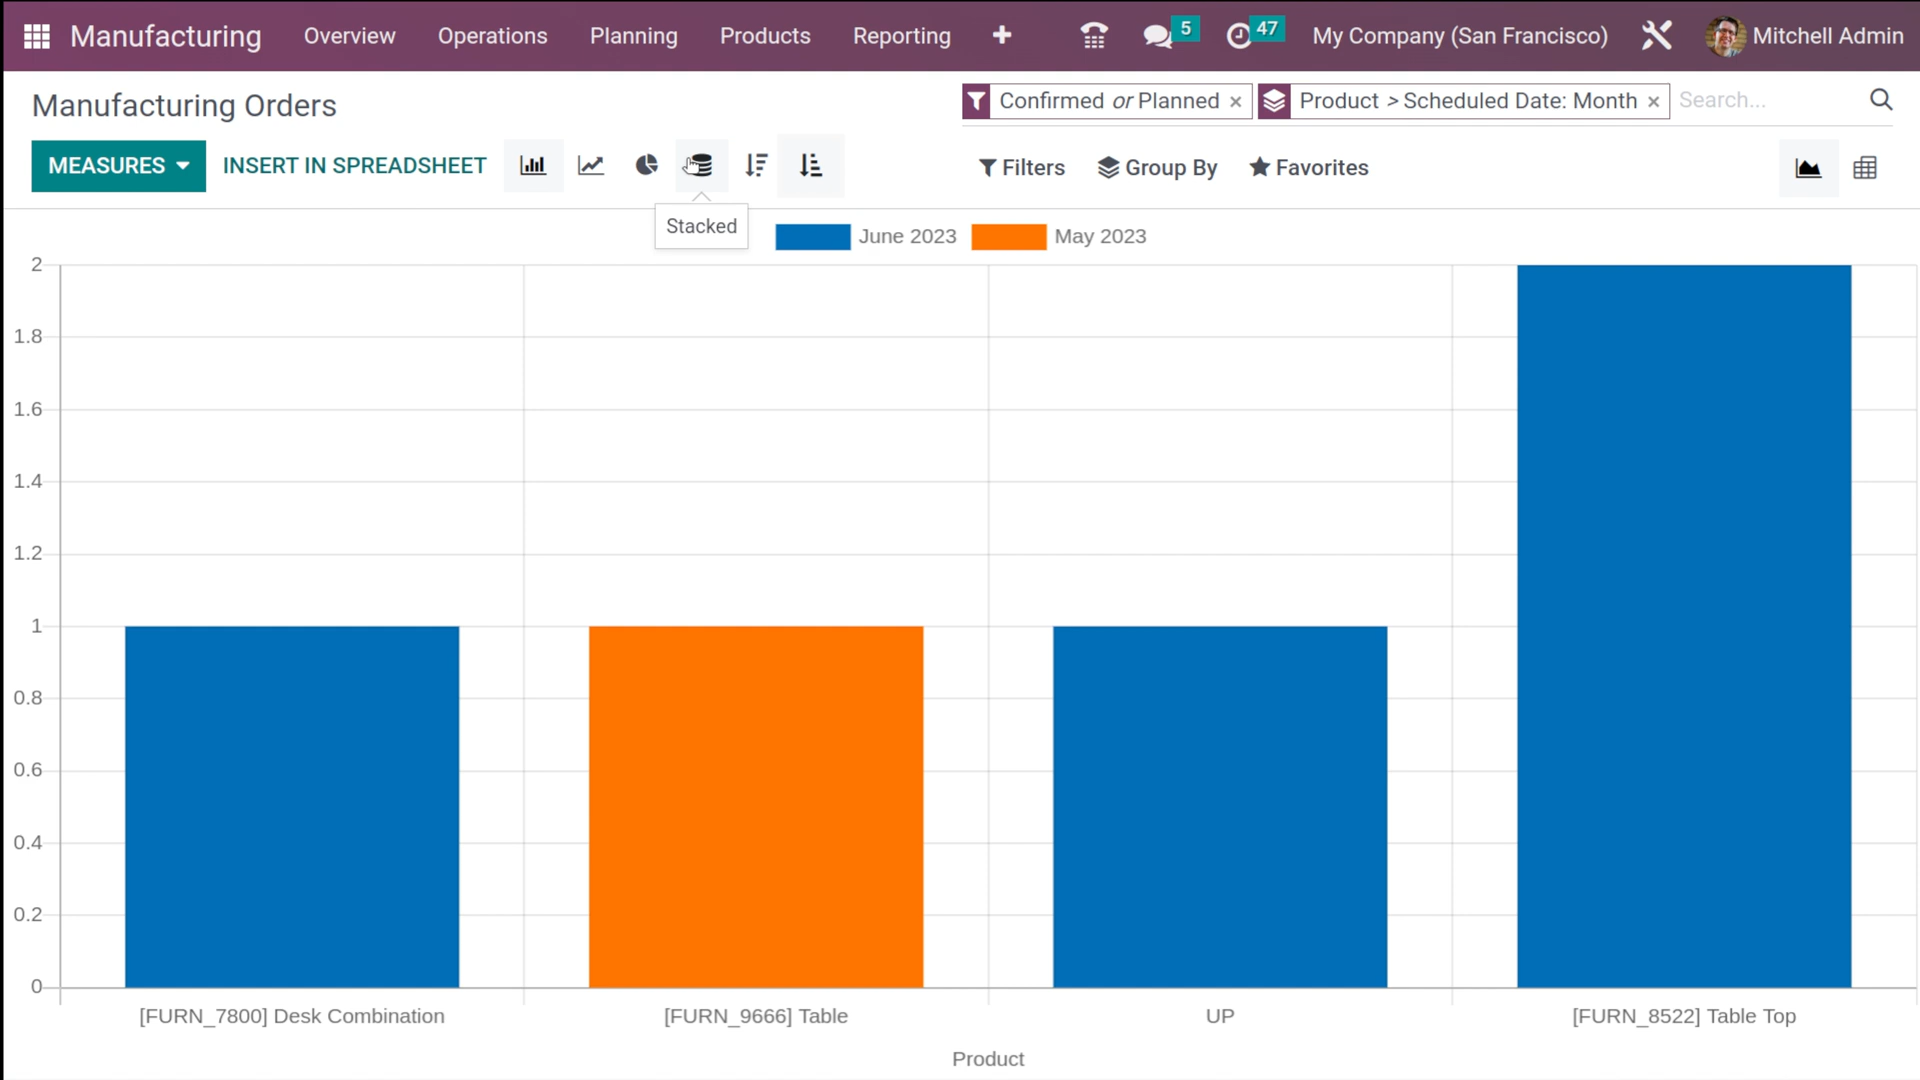 Manufacturing Overview Operations Planning Products Reporting 5 47 My Company (San Francisco) Mitchell Admin
Manufacturing Orders
Confirmed or Planned × Product > Scheduled Date: Month × Search...
MEASURES INSERT IN SPREADSHEET
Filters Group By Favorites
Stacked
June 2023 May 2023
2
1.8
1.6
1.4
1.2
1
0.8
0.6
0.4
0.2
0
[FURN_7800] Desk Combination [FURN_9666] Table UP [FURN_8522] Table Top
Product